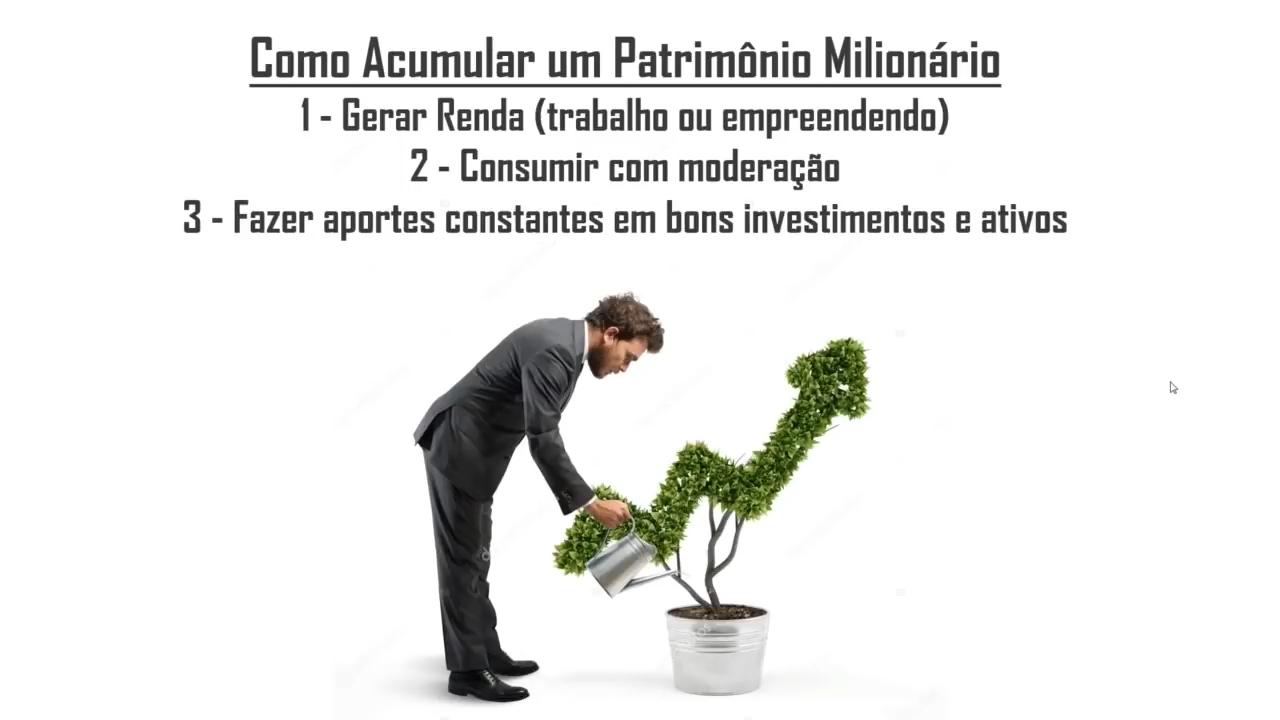 Como Acumular um Patrimônio Milionário
1 - Gerar Renda (trabalho ou empreendendo)
2 - Consumir com moderação
3 - Fazer aportes constantes em bons investimentos e ativos